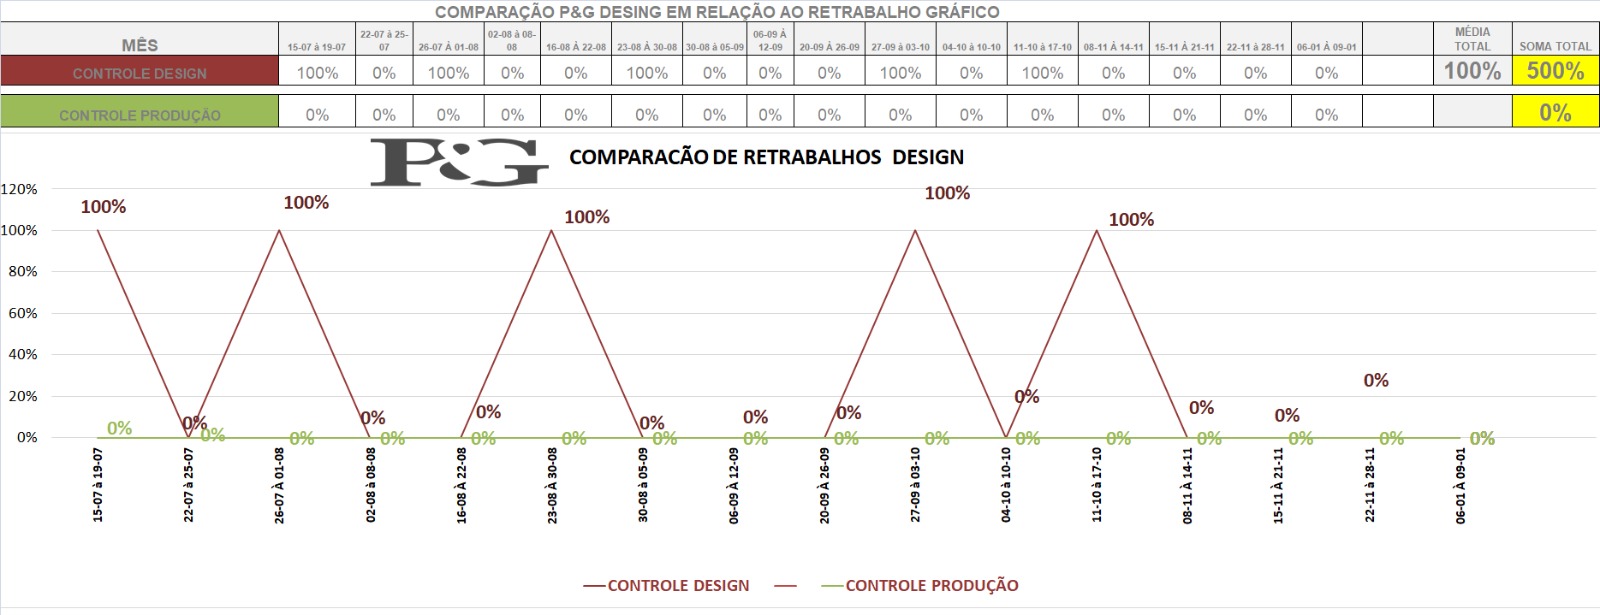 COMPARAÇÃO P&G DESING EM RELAÇÃO AO RETRABALHO GRÁFICO
MÊS 15-07 à 19-07 22-07 à 25-07 26-07 À 01-08 02-08 à 08-08 16-08 À 22-08 23-08 À 30-08 30-08 à 05-09 06-09 À 12-09 20-09 À 26-09 27-09 à 03-10 04-10 à 10-10 11-10 à 17-10 08-11 À 14-11 15-11 À 21-11 22-11 à 28-11 06-01 À 09-01 MÉDIA TOTAL SOMA TOTAL
CONTROLE DESIGN 100% 0% 100% 0% 0% 100% 0% 0% 0% 100% 0% 100% 0% 0% 0% 0% 100% 500%
CONTROLE PRODUÇÃO 0% 0% 0% 0% 0% 0% 0% 0% 0% 0% 0% 0% 0% 0% 0% 0% 0%
P&G COMPARACÃO DE RETRABALHOS DESIGN
120%
100%
80%
60%
40%
20%
0%
100% 0% 100% 0% 0% 100% 0% 0% 0% 100% 0% 100% 0% 0% 0% 0%
0% 0% 0% 0% 0% 0% 0% 0% 0% 0% 0% 0% 0% 0% 0% 0%
15-07 à 19-07
22-07 à 25-07
26-07 À 01-08
02-08 à 08-08
16-08 À 22-08
23-08 À 30-08
30-08 à 05-09
06-09 À 12-09
20-09 À 26-09
27-09 à 03-10
04-10 à 10-10
11-10 à 17-10
08-11 À 14-11
15-11 À 21-11
22-11 à 28-11
06-01 À 09-01
CONTROLE DESIGN CONTROLE PRODUÇÃO